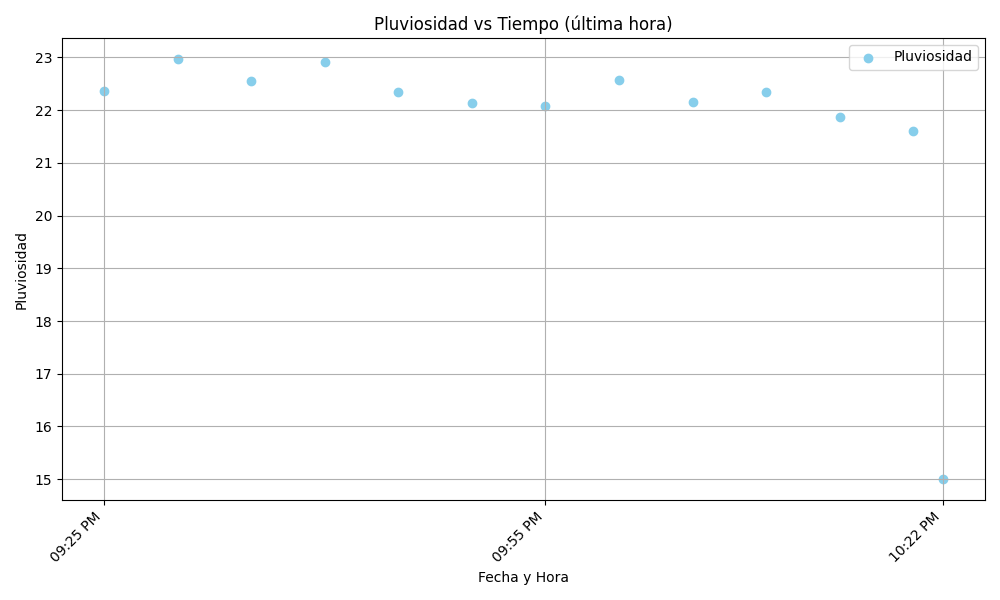 Pluviosidad vs Tiempo (última hora)
Pluviosidad
23
22
21
20
19
18
17
16
15
Pluviosidad
09:25 PM
09:55 PM
10:22 PM
Fecha y Hora